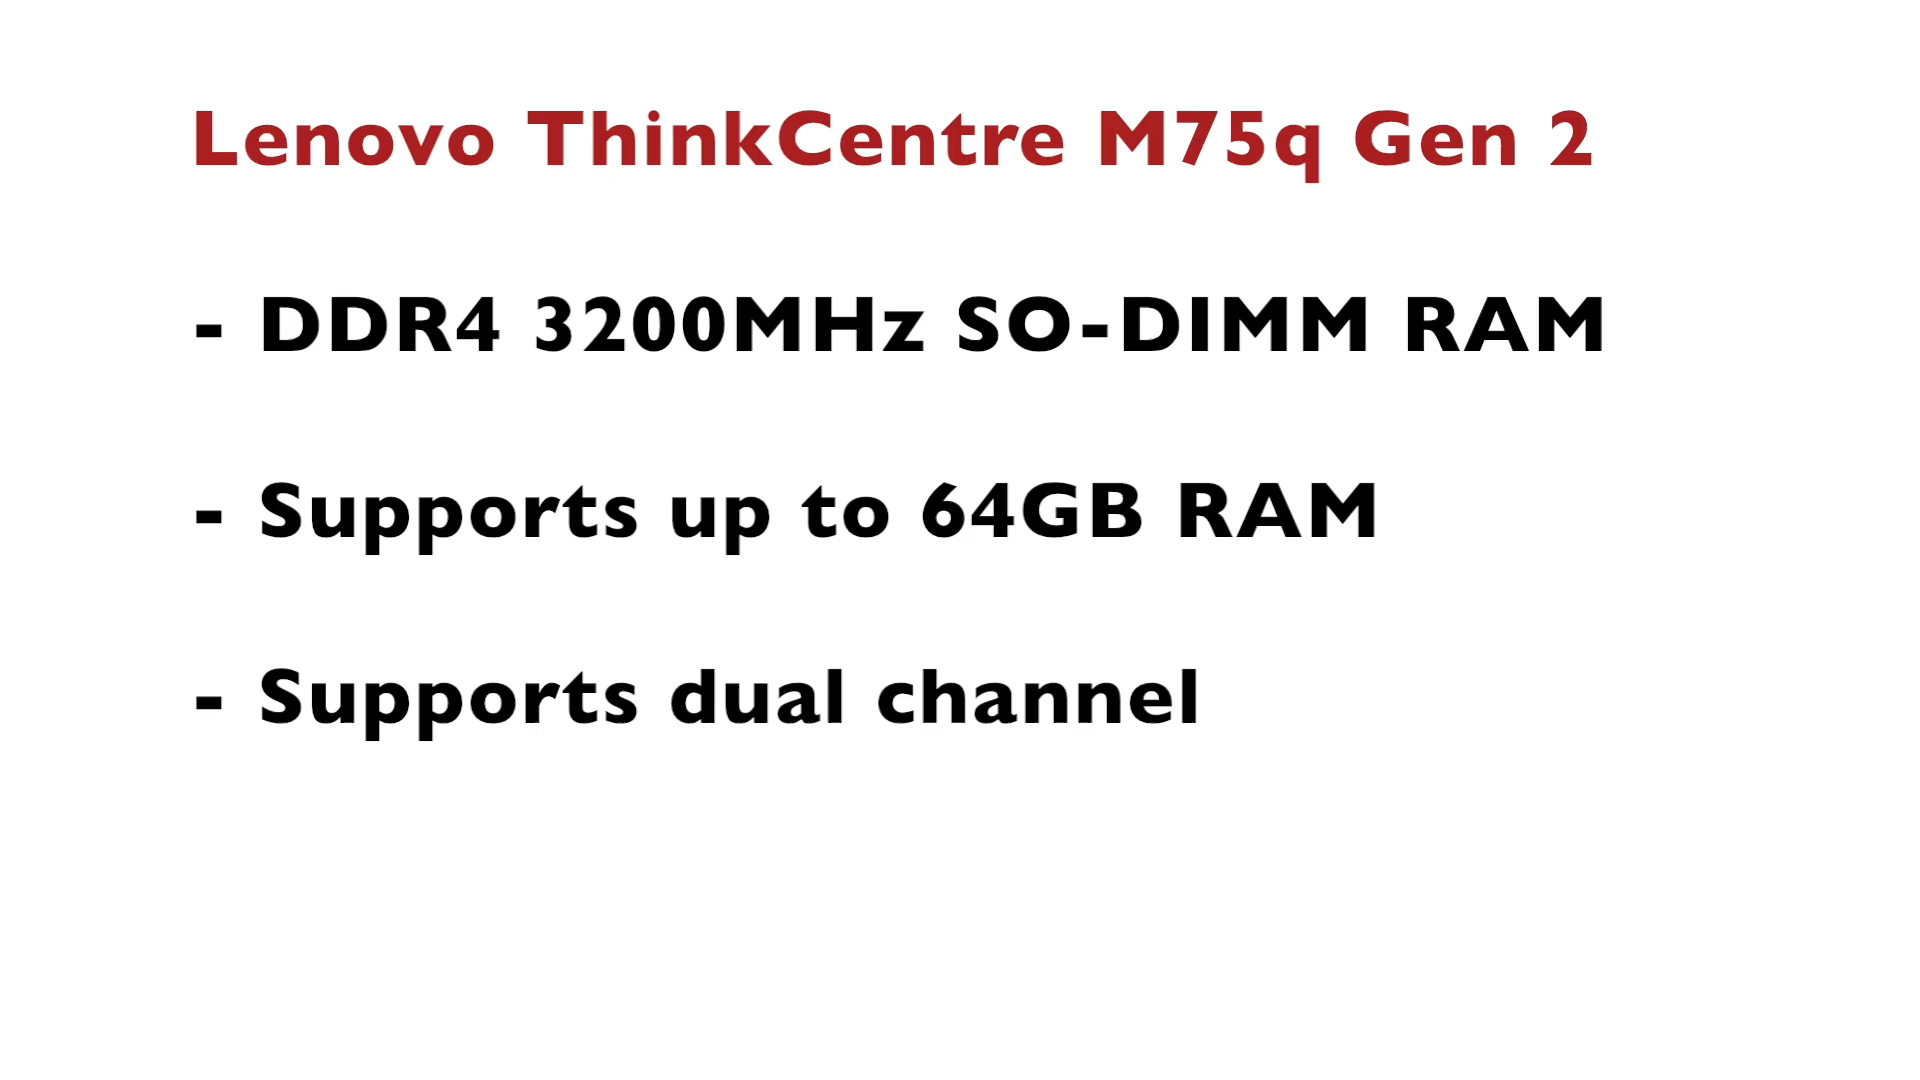 Lenovo ThinkCentre M75q Gen 2
- DDR4 3200MHz SO-DIMM RAM
- Supports up to 64GB RAM
- Supports dual channel